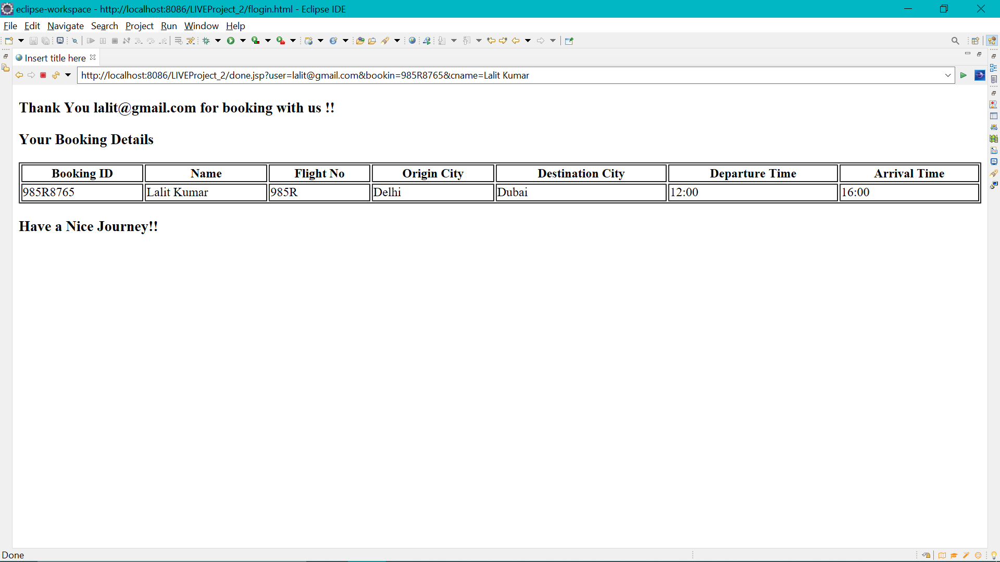 eclipse-workspace - http://localhost:8086/LIVEProject_2/flogin.html - Eclipse IDE
File Edit Navigate Search Project Run Window Help
Insert title here
http://localhost:8086/LIVEProject_2/done.jsp?user=lalit@gmail.com&bookin=985R8765&cname=Lalit Kumar
Thank You lalit@gmail.com for booking with us !!
Your Booking Details
Booking ID Name Flight No Origin City Destination City Departure Time Arrival Time
985R8765 Lalit Kumar 985R Delhi Dubai 12:00 16:00
Have a Nice Journey!!
Done